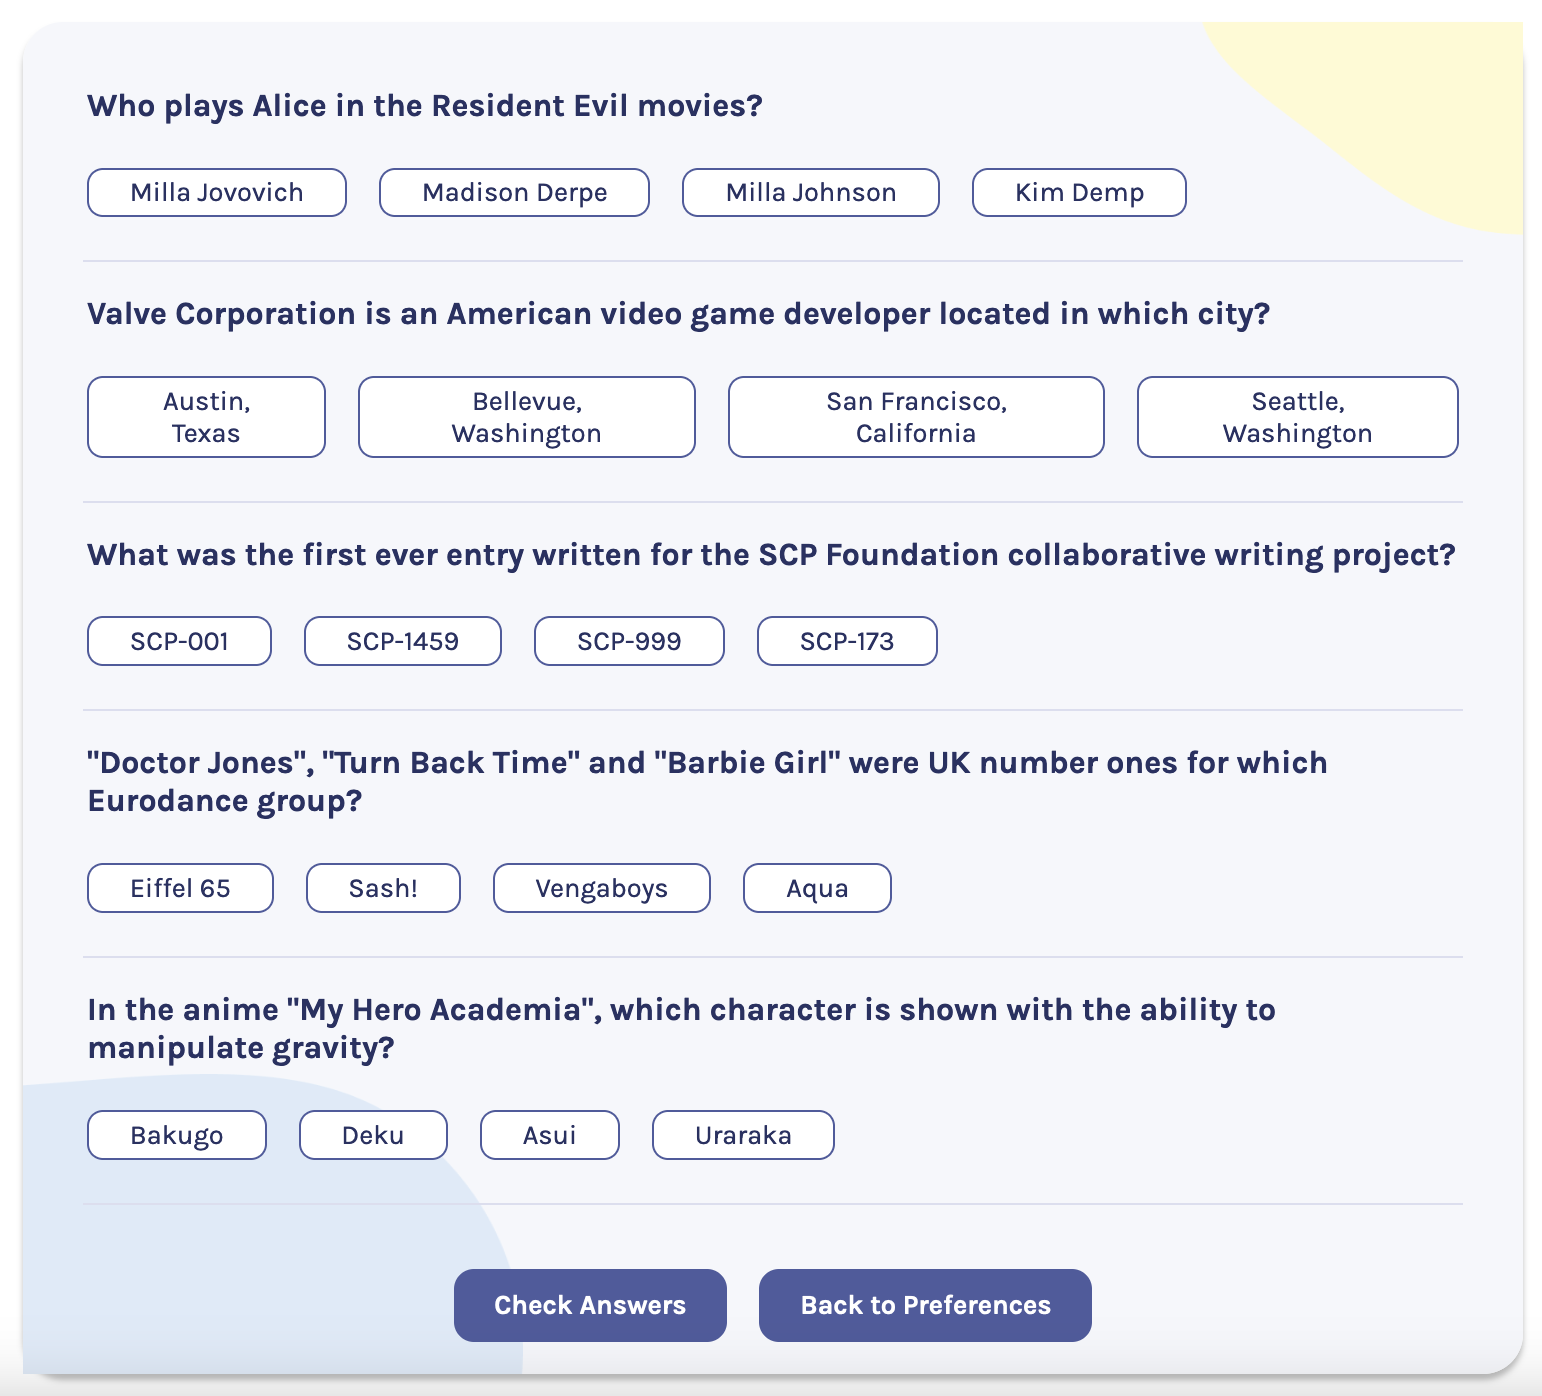 Who plays Alice in the Resident Evil movies?
Milla Jovovich
Madison Derpe
Milla Johnson
Kim Demp
Valve Corporation is an American video game developer located in which city?
Austin,
Texas
Bellevue,
Washington
San Francisco,
California
Seattle,
Washington
What was the first ever entry written for the SCP Foundation collaborative writing project?
SCP-001
SCP-1459
SCP-999
SCP-173
"Doctor Jones", "Turn Back Time" and "Barbie Girl" were UK number ones for which
Eurodance group?
Eiffel 65
Sash!
Vengaboys
Aqua
In the anime "My Hero Academia", which character is shown with the ability to
manipulate gravity?
Bakugo
Deku
Asui
Uraraka
Check Answers
Back to Preferences